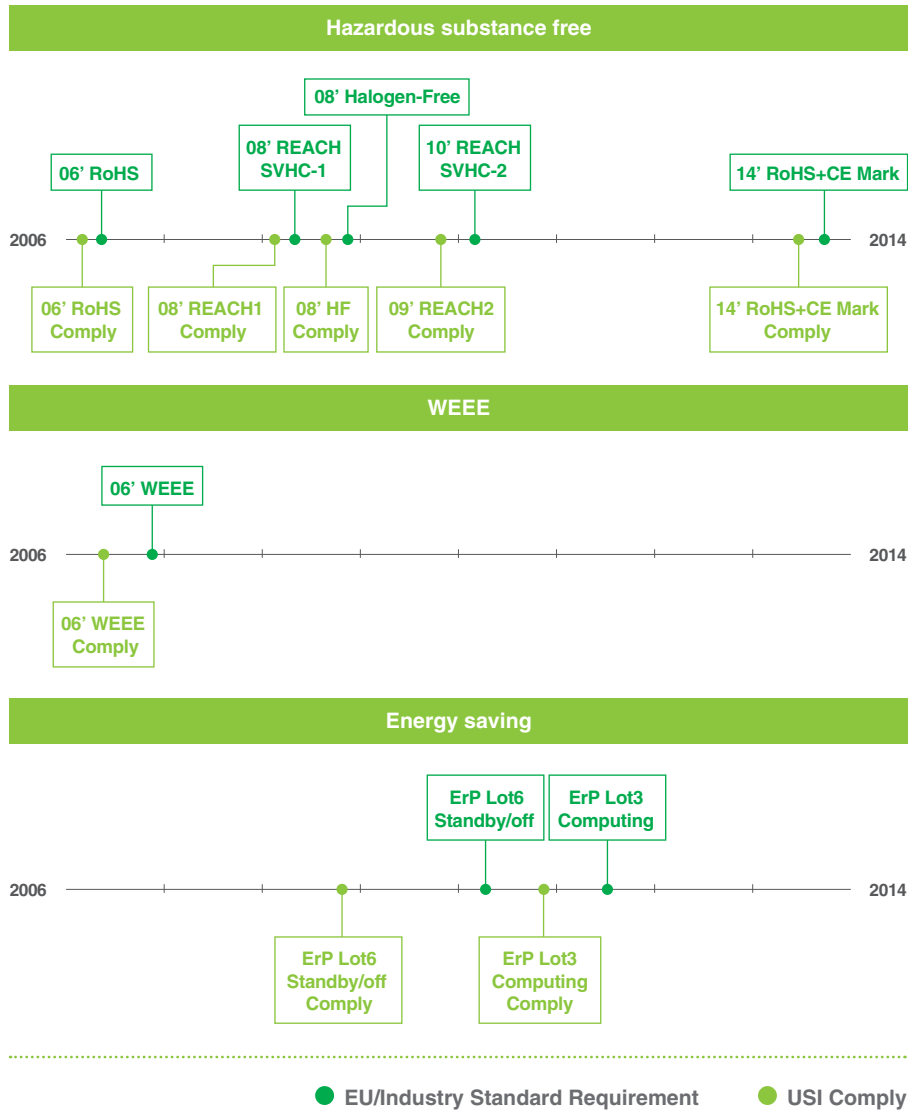 Hazardous substance free
08’ Halogen-Free
06’ RoHS
08’ REACH
SVHC-1
10’ REACH
SVHC-2
14’ RoHS+CE Mark
2006
2014
06’ RoHS
Comply
08’ REACH1
Comply
08’ HF
Comply
09’ REACH2
Comply
14’ RoHS+CE Mark
Comply
WEEE
06’ WEEE
2006
2014
06’ WEEE
Comply
Energy saving
ErP Lot6
Standby/off
ErP Lot3
Computing
2006
2014
ErP Lot6
Standby/off
Comply
ErP Lot3
Computing
Comply
EU/Industry Standard Requirement
USI Comply